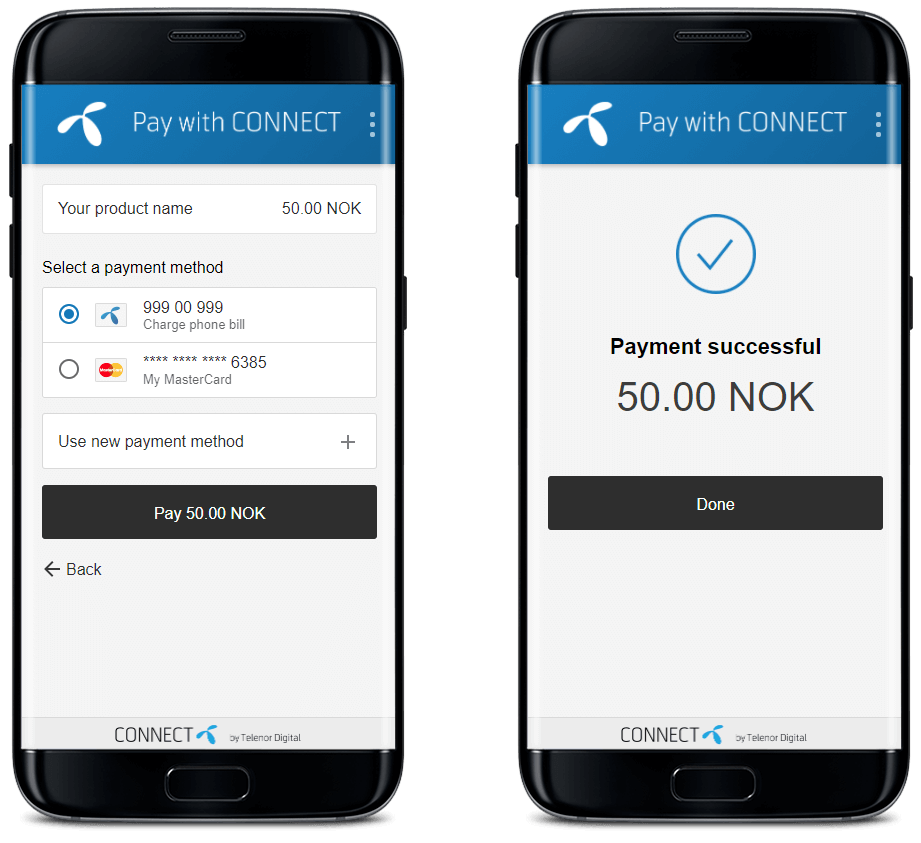 Pay with CONNECT
Your product name 50.00 NOK
Select a payment method
999 00 999
Charge phone bill
**** **** **** 6385
My MasterCard
Use new payment method +
Pay 50.00 NOK
← Back
CONNECT by Telenor Digital
Pay with CONNECT
Payment successful
50.00 NOK
Done
CONNECT by Telenor Digital